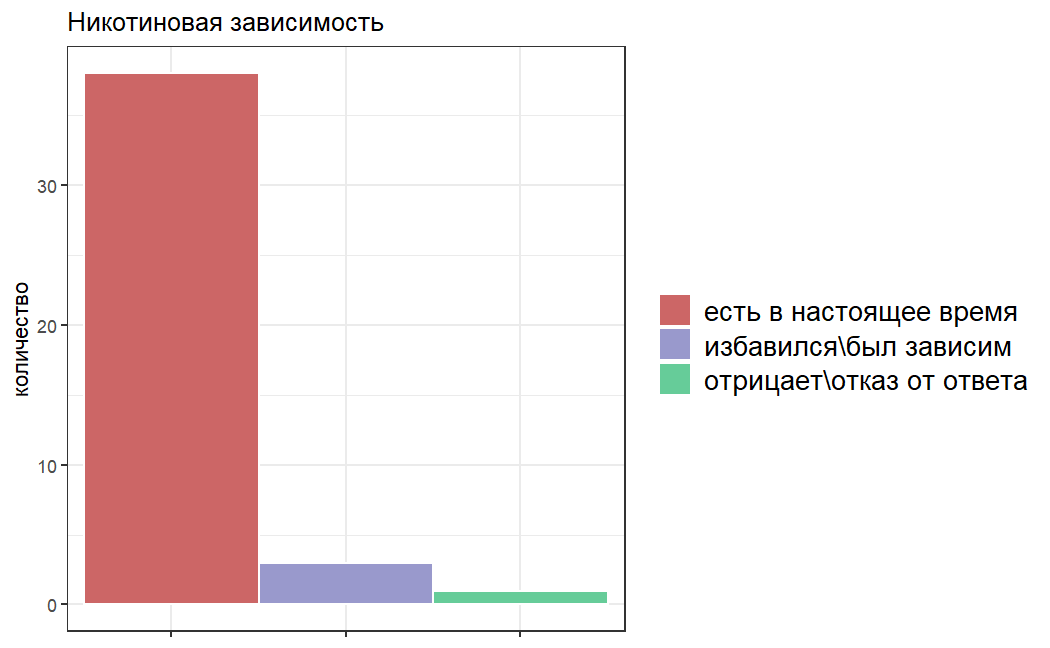 Никотиновая зависимость
количество
30
20
10
0
есть в настоящее время
избавился\был зависим
отрицает\отказ от ответа